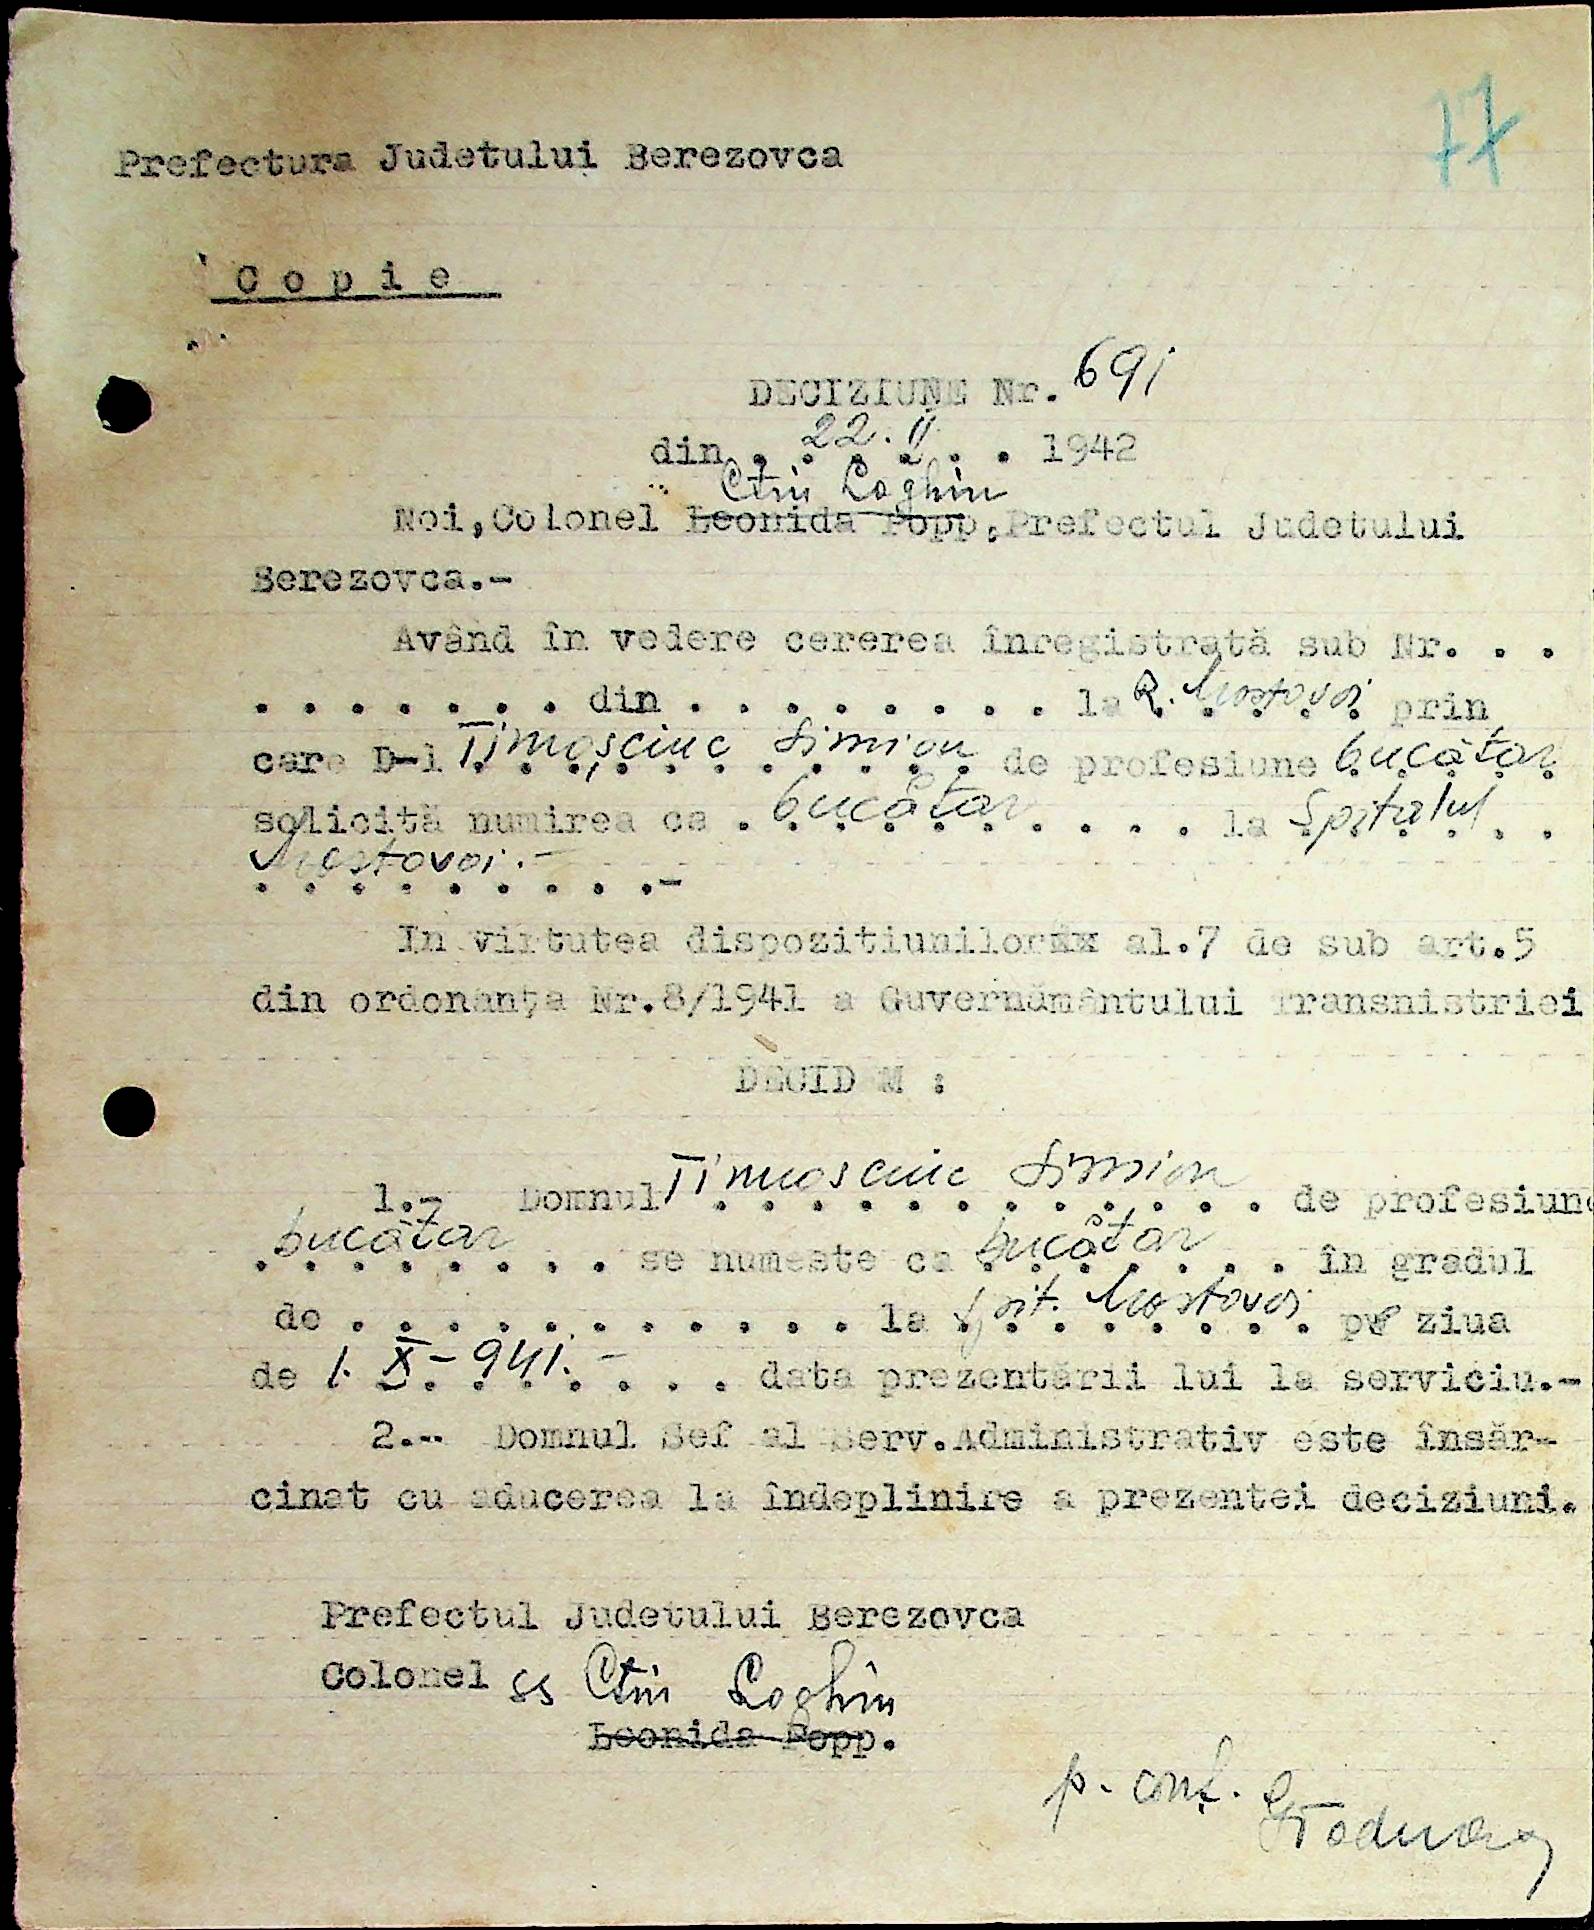 77
Prefectura Judetului Berezovca
C o p i e
DECIZIUNE Nr. 691
din . 22. II . . 1942
Ctin Loghin
Noi, Colonel Leonida Popp, Prefectul Judetului
Berezovca.-
Având în vedere cererea înregistrată sub Nr. . .
. . . . . . . din . . . . . . . . la R. Mostovoi prin
care D-l Timoșciuc Simion de profesiune bucătar
solicită numirea ca . bucătar . . . . la Spitalul . .
Mostovoi.-
. . . . . . . . .-
In virtutea dispozitiunilor al.7 de sub art.5
din ordonanța Nr.8/1941 a Guvernământului Transnistriei
DECID M :
1.- Domnul Timosciuc Simion . de profesiune
bucătar . . se numeste ca bucătar . . în gradul
de . . . . . . . . . . . la Spit. Mostovoi pe ziua
de 1. X - 941. - . . . data prezentării lui la serviciu.-
2.- Domnul Sef al Serv.Administrativ este însăr-
cinat cu aducerea la îndeplinire a prezentei deciziuni.
Prefectul Judetului Berezovca
Colonel ss Ctin Loghin
Leonida Popp.
p. conf.